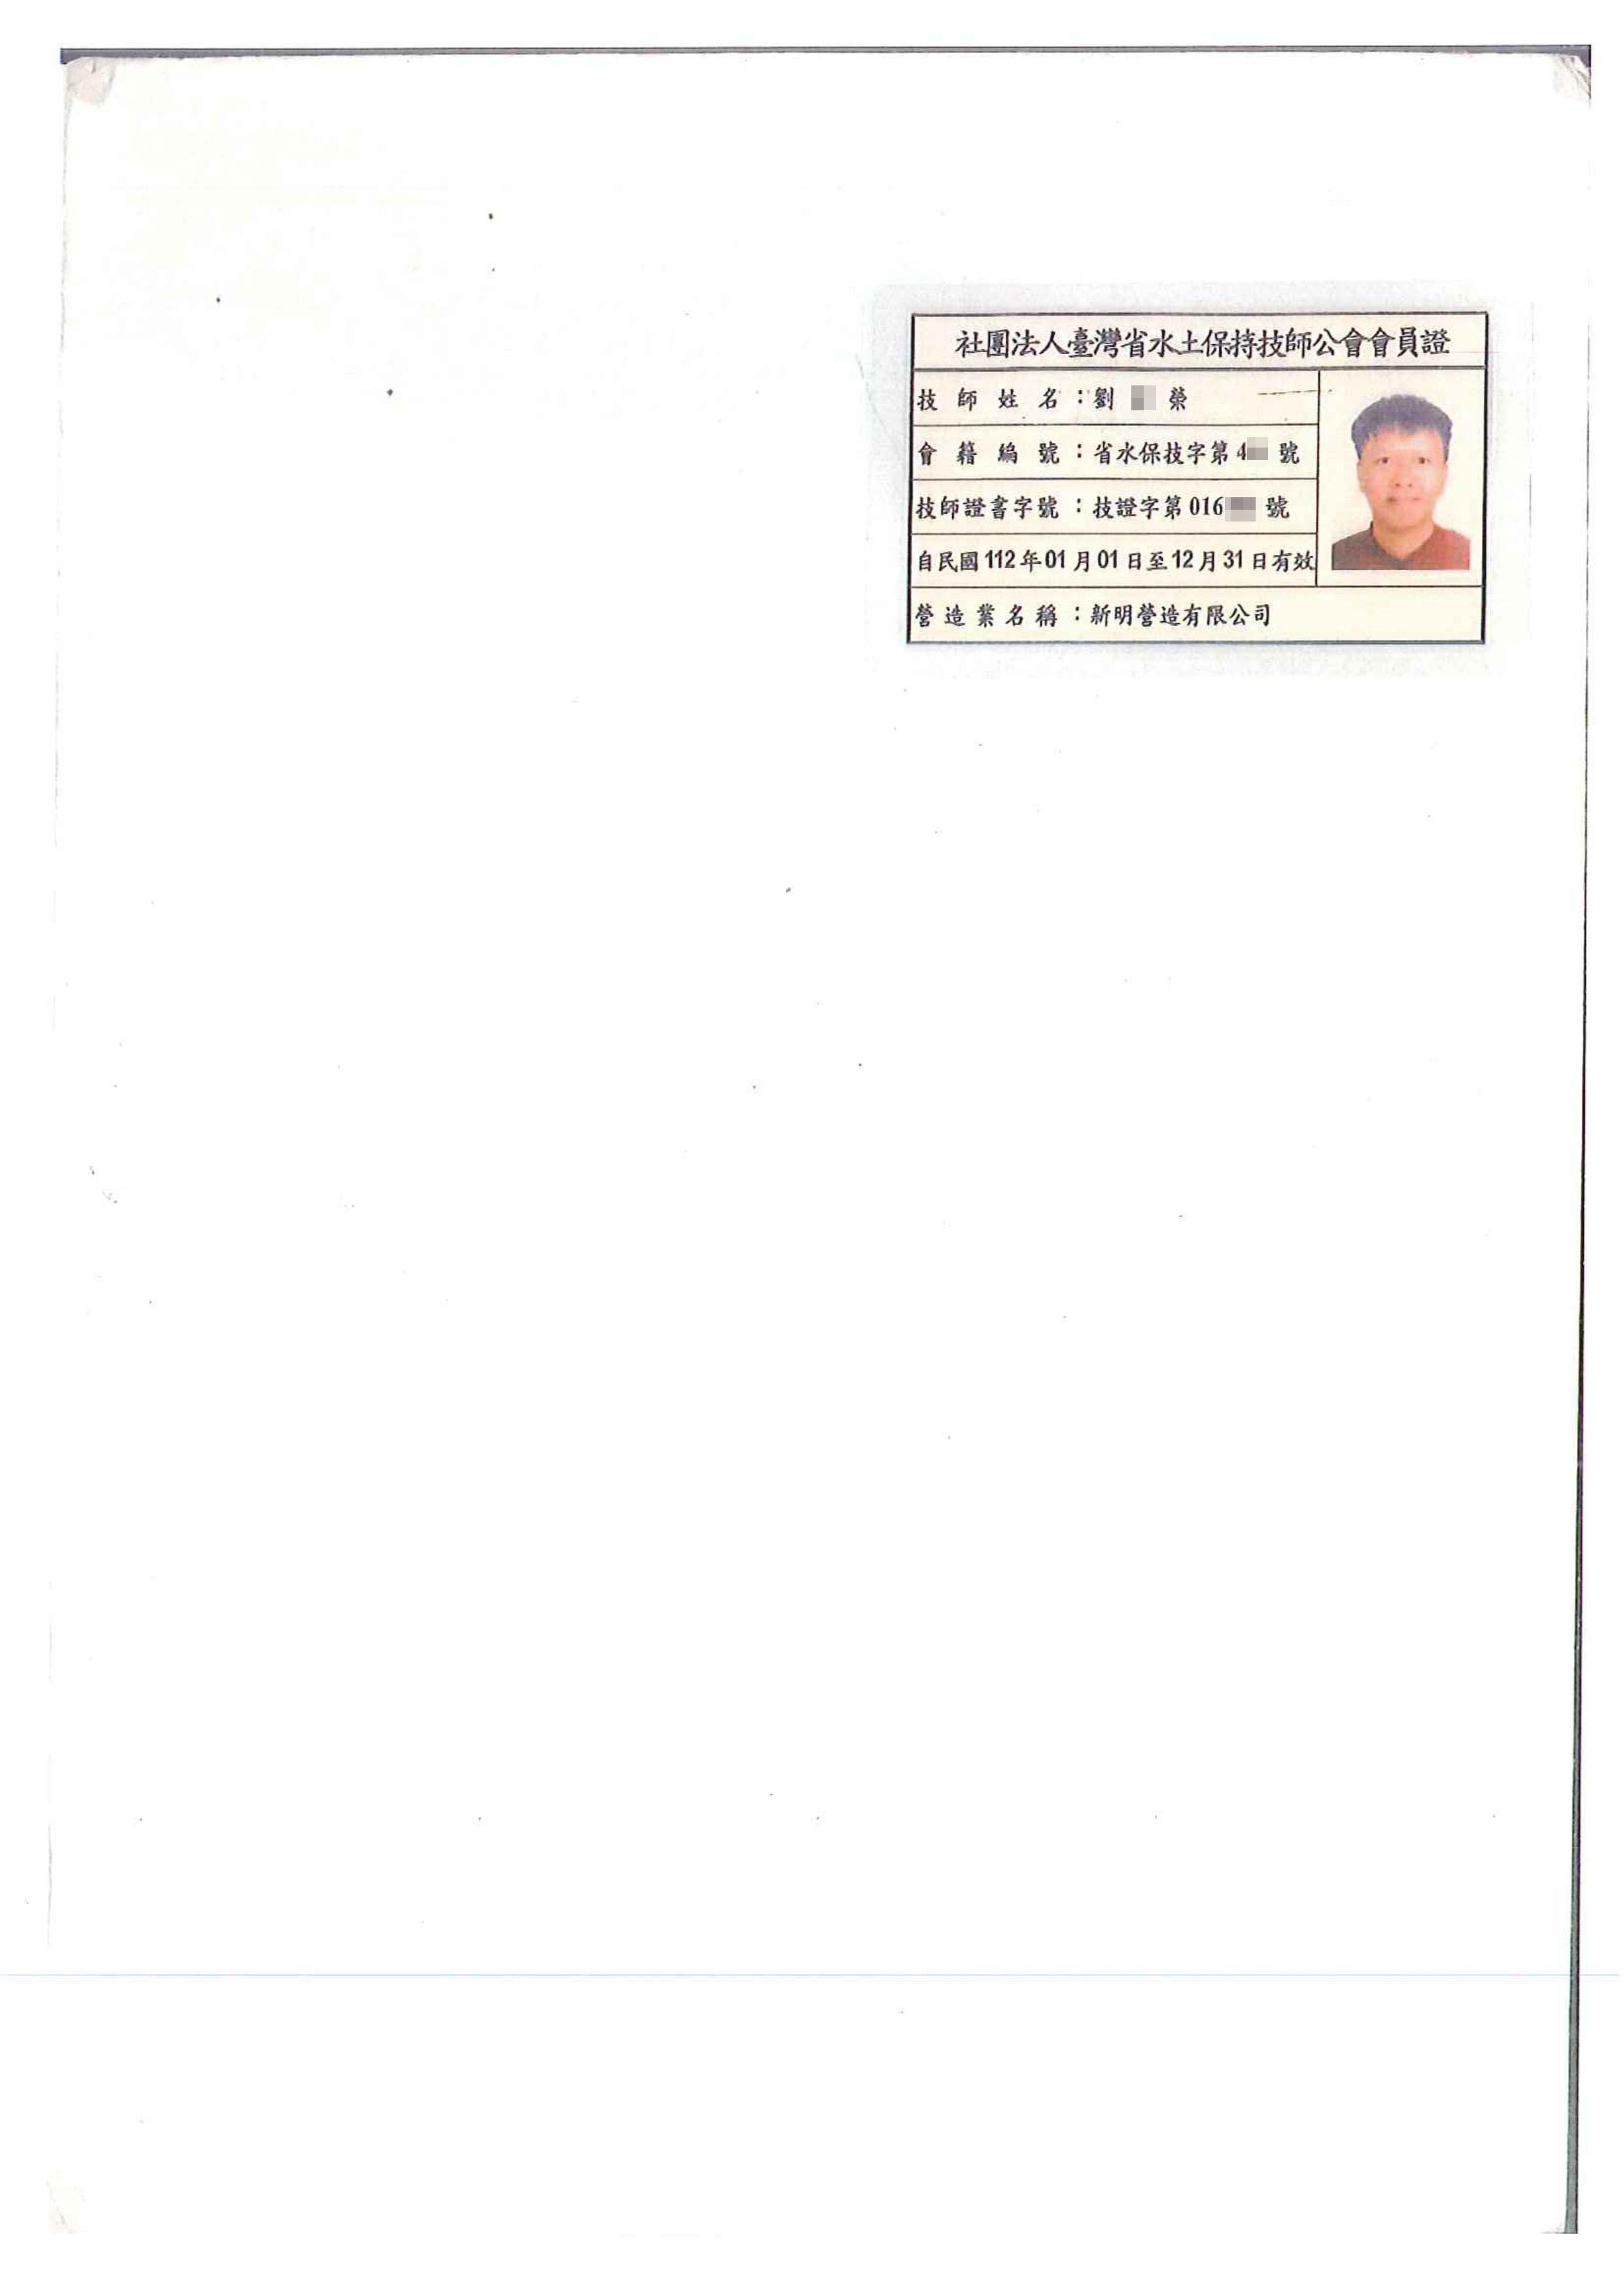 社團法人臺灣省水土保持技師公會會員證
技師姓名：劉 榮
會籍編號：省水保技字第4 號
技師證書字號：技證字第016 號
自民國112年01月01日至12月31日有效
營造業名稱：新明營造有限公司